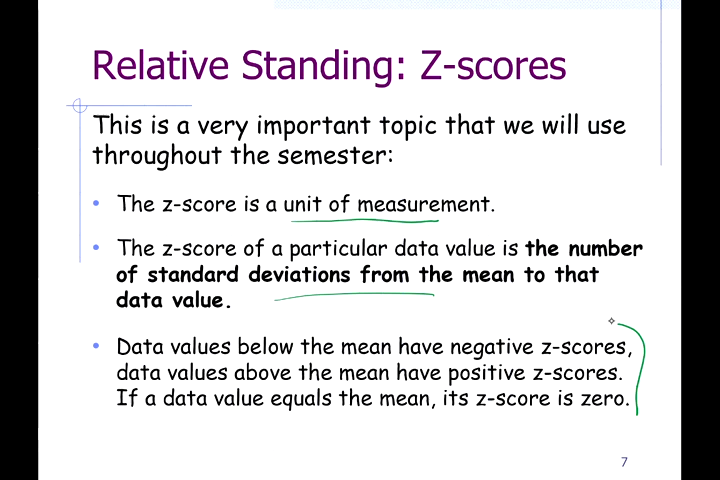 Relative Standing: Z-scores
This is a very important topic that we will use
throughout the semester:
• The z-score is a unit of measurement.
• The z-score of a particular data value is the number
of standard deviations from the mean to that
data value.
• Data values below the mean have negative z-scores,
data values above the mean have positive z-scores.
If a data value equals the mean, its z-score is zero.
7